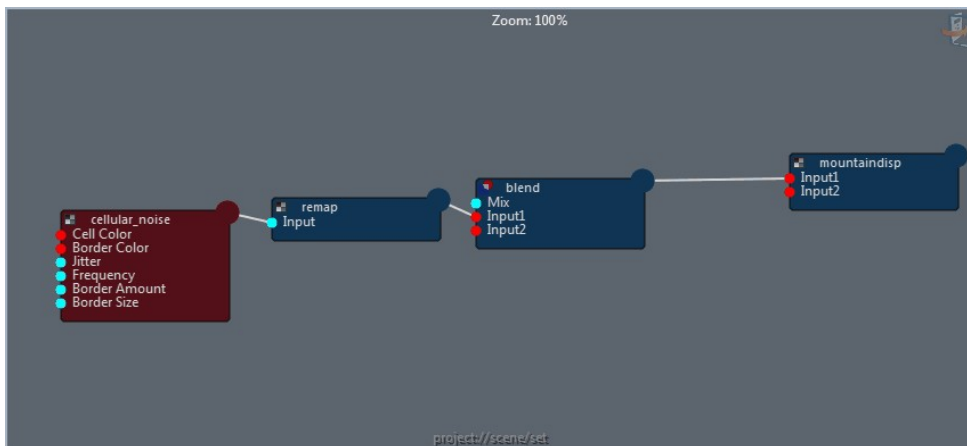 Zoom: 100%
cellular_noise
Cell Color
Border Color
Jitter
Frequency
Border Amount
Border Size
remap
Input
blend
Mix
Input1
Input2
mountaindisp
Input1
Input2
project://scene/set